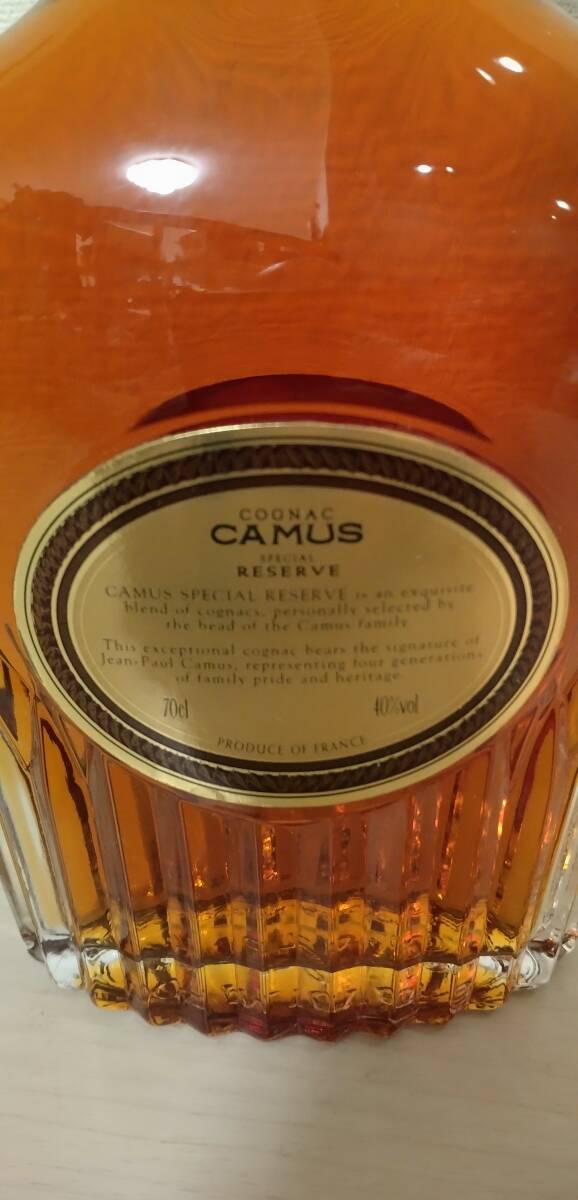 COGNAC
CAMUS
SPECIAL
RESERVE
CAMUS SPECIAL RESERVE is an exquisite
blend of cognacs, personally selected by
the head of the Camus family.
This exceptional cognac bears the signature of
Jean-Paul Camus, representing four generations
of family pride and heritage.
70cl 40%vol
PRODUCE OF FRANCE